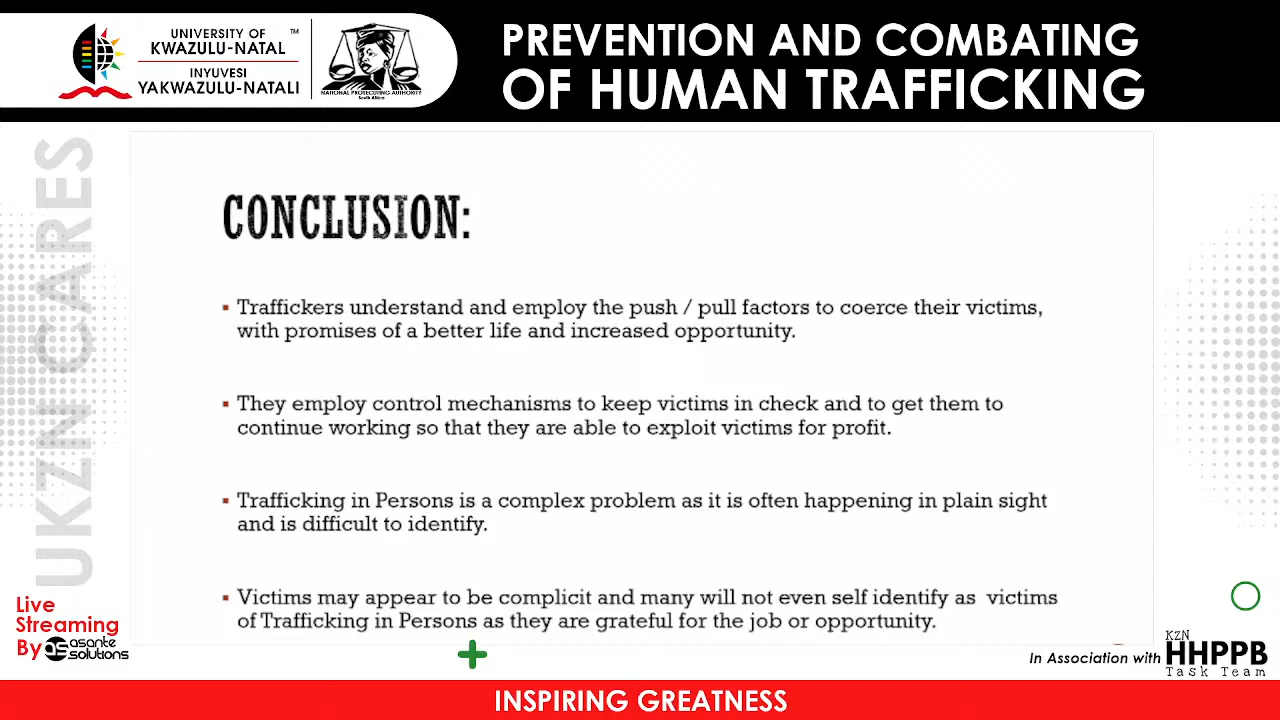 UNIVERSITY OF
KWAZULU-NATAL
TM
INYUVESI
YAKWAZULU-NATALI
NATIONAL PROSECUTING AUTHORITY
South Africa
PREVENTION AND COMBATING
OF HUMAN TRAFFICKING
UKZN CARES
CONCLUSION:
▪ Traffickers understand and employ the push / pull factors to coerce their victims,
with promises of a better life and increased opportunity.
▪ They employ control mechanisms to keep victims in check and to get them to
continue working so that they are able to exploit victims for profit.
▪ Trafficking in Persons is a complex problem as it is often happening in plain sight
and is difficult to identify.
▪ Victims may appear to be complicit and many will not even self identify as victims
of Trafficking in Persons as they are grateful for the job or opportunity.
Live
Streaming
By as asante
solutions
In Association with
KZN
HHPPB
Task Team
INSPIRING GREATNESS